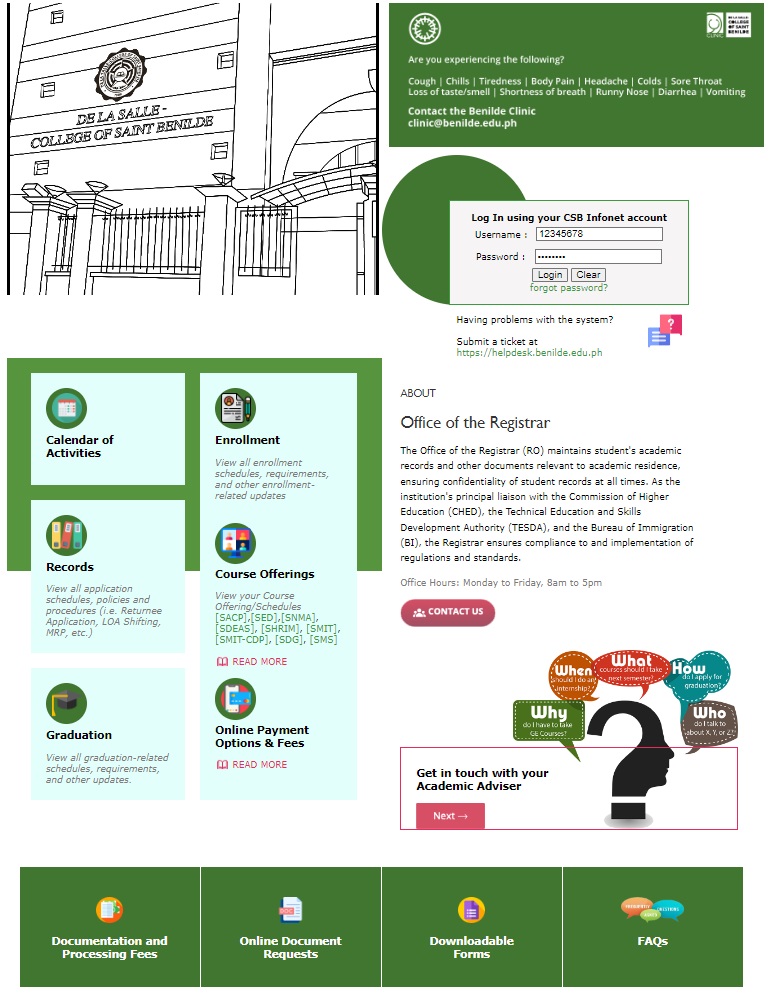 DE LA SALLE -
COLLEGE OF SAINT BENILDE
CLINIC
DE LA SALLE
COLLEGE
OF SAINT
BENILDE
Are you experiencing the following?
Cough | Chills | Tiredness | Body Pain | Headache | Colds | Sore Throat
Loss of taste/smell | Shortness of breath | Runny Nose | Diarrhea | Vomiting
Contact the Benilde Clinic
clinic@benilde.edu.ph
Log In using your CSB Infonet account
Username : 12345678
Password : ••••••••
Login Clear
forgot password?
Having problems with the system?
Submit a ticket at
https://helpdesk.benilde.edu.ph
Calendar of
Activities
Records
View all application
schedules, policies and
procedures (i.e. Returnee
Application, LOA Shifting,
MRP, etc.)
Graduation
View all graduation-related
schedules, requirements,
and other updates.
Enrollment
View all enrollment
schedules, requirements,
and other enrollment-
related updates
Course Offerings
View your Course
Offering/Schedules
[SACP],[SED],[SNMA],
[SDEAS], [SHRIM], [SMIT],
[SMIT-CDP], [SDG], [SMS]
READ MORE
Online Payment
Options & Fees
READ MORE
ABOUT
Office of the Registrar
The Office of the Registrar (RO) maintains student's academic
records and other documents relevant to academic residence,
ensuring confidentiality of student records at all times. As the
institution's principal liaison with the Commission of Higher
Education (CHED), the Technical Education and Skills
Development Authority (TESDA), and the Bureau of Immigration
(BI), the Registrar ensures compliance to and implementation of
regulations and standards.
Office Hours: Monday to Friday, 8am to 5pm
CONTACT US
When
should I do an
internship?
What
courses should I take
next semester?
How
do I apply for
graduation?
Why
do I have to take
GE Courses?
Who
do I talk to
about X, Y, or Z?
Get in touch with your
Academic Adviser
Next →
Documentation and
Processing Fees
Online Document
Requests
Downloadable
Forms
FREQUENTLY
ASKED
QUESTIONS
FAQs